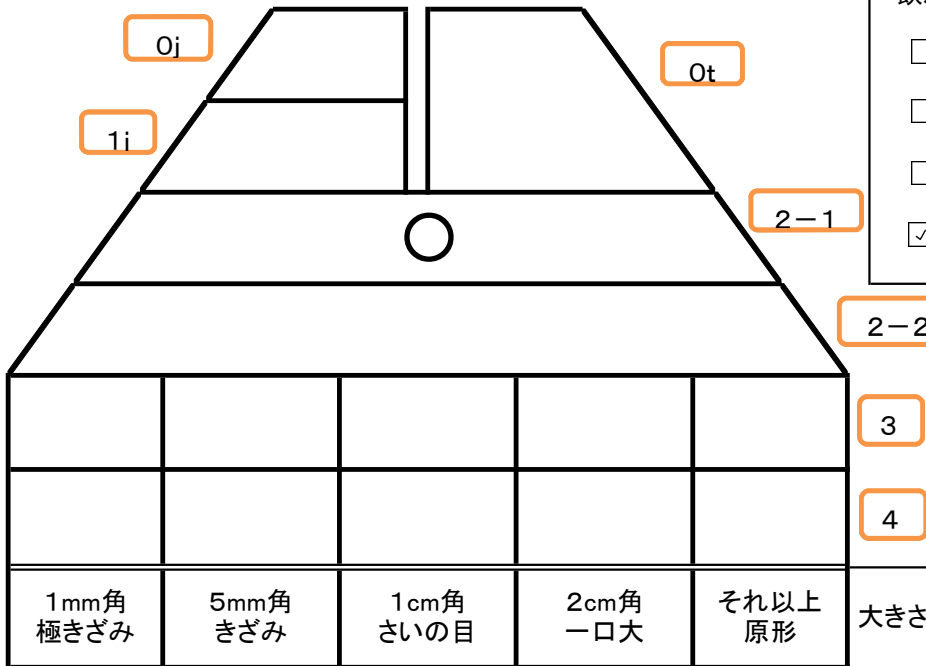 0j
0t
1j
2−1
2−2
3
4
1mm角
極きざみ
5mm角
きざみ
1cm角
さいの目
2cm角
一口大
それ以上
原形
大きさ